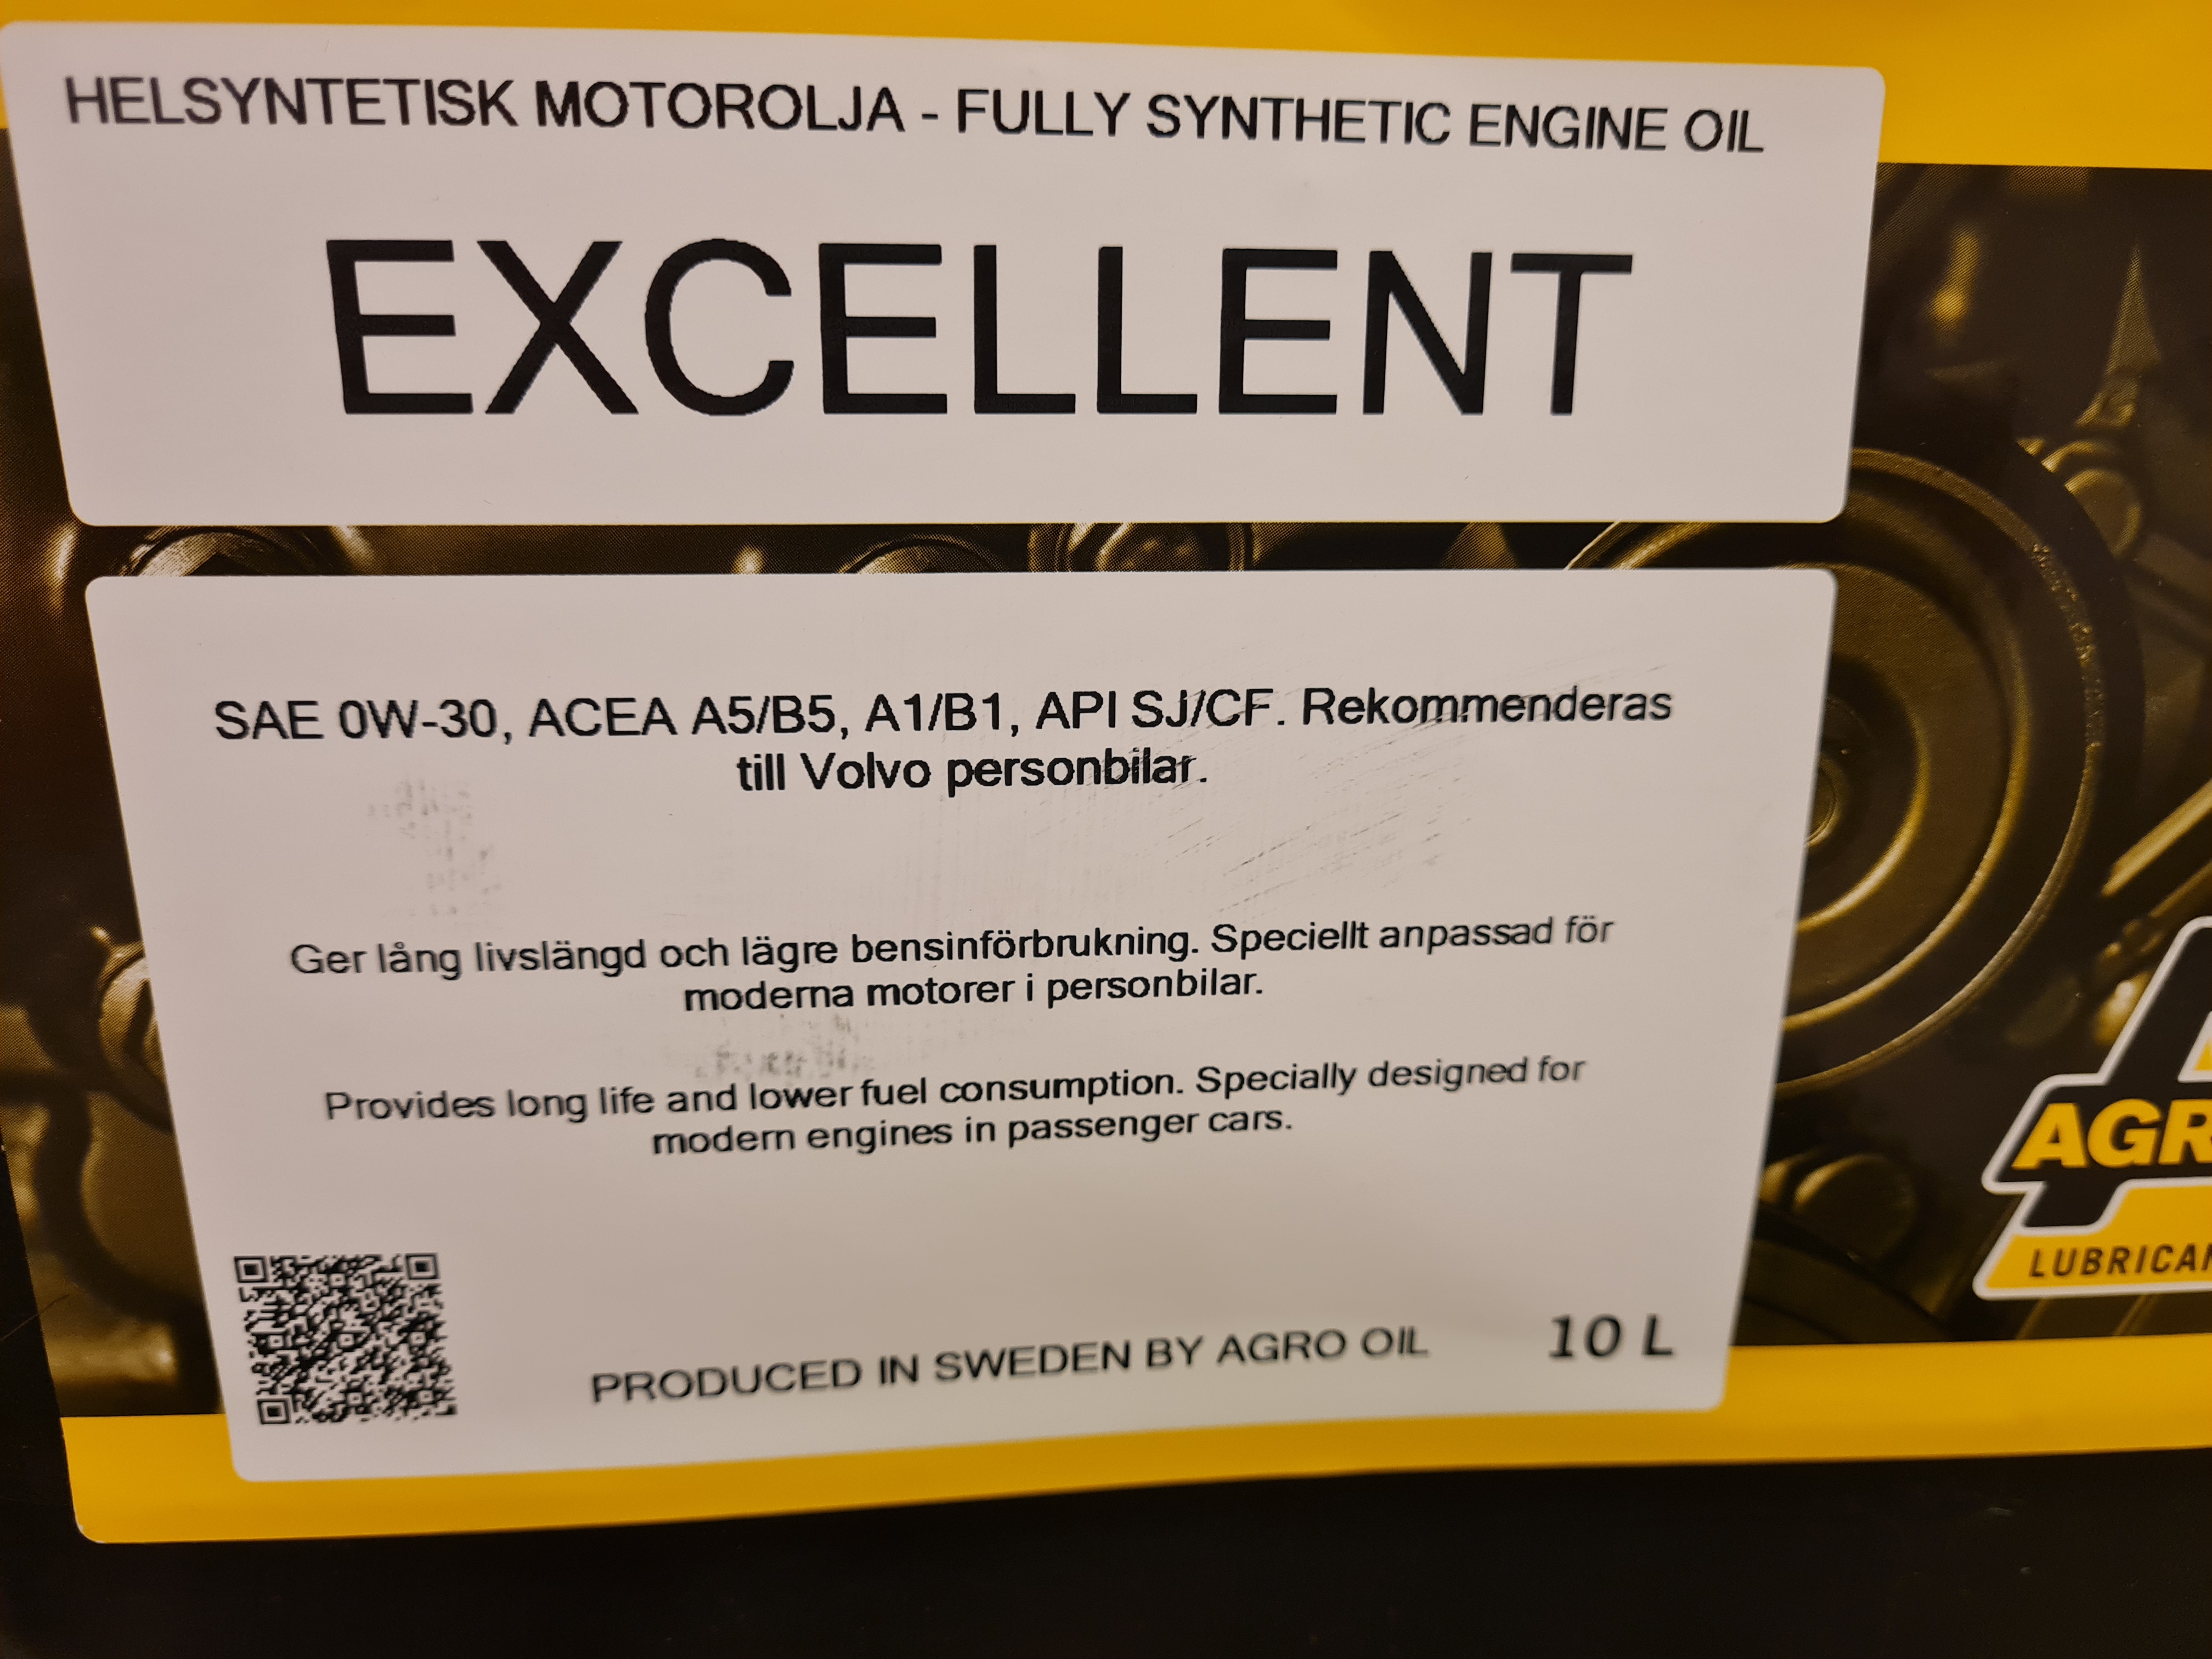 HELSYNTETISK MOTOROLJA - FULLY SYNTHETIC ENGINE OIL
EXCELLENT
SAE 0W-30, ACEA A5/B5, A1/B1, API SJ/CF. Rekommenderas
till Volvo personbilar.
Ger lång livslängd och lägre bensinförbrukning. Speciellt anpassad för
moderna motorer i personbilar.
Provides long life and lower fuel consumption. Specially designed for
modern engines in passenger cars.
AGR
LUBRICAN
PRODUCED IN SWEDEN BY AGRO OIL
10 L